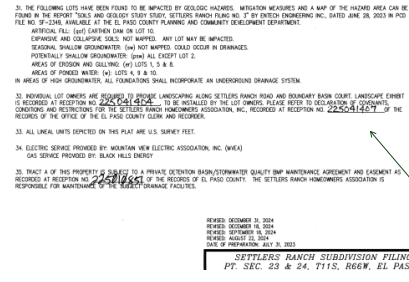 31. THE FOLLOWING LOTS HAVE BEEN FOUND TO BE IMPACTED BY GEOLOGIC HAZARDS. MITIGATION MEASURES AND A MAP OF THE HAZARD AREA CAN BE
FOUND IN THE REPORT "SOILS AND GEOLOGY STUDY, SETTLERS RANCH FILING NO. 3" BY ENTECH ENGINEERING INC., DATED JUNE 28, 2023 IN PCD
FILE NO. SF-2348, AVAILABLE AT THE EL PASO COUNTY PLANNING AND COMMUNITY DEVELOPMENT DEPARTMENT.
ARTIFICIAL FILL: (qaf) EARTHEN DAM ON LOT 10.
EXPANSIVE AND COLLAPSIVE SOILS: NOT MAPPED. ANY LOT MAY BE IMPACTED.
SEASONAL SHALLOW GROUNDWATER: (sw) NOT MAPPED. COULD OCCUR IN DRAINAGES.
POTENTIALLY SHALLOW GROUNDWATER: (psw) ALL EXCEPT LOT 2.
AREAS OF EROSION AND GULLYING: (er) LOTS 1, 5 & 6.
AREAS OF PONDED WATER: (w): LOTS 4, 9 & 10.
IN AREAS OF HIGH GROUNDWATER, ALL FOUNDATIONS SHALL INCORPORATE AN UNDERGROUND DRAINAGE SYSTEM.
32. INDIVIDUAL LOT OWNERS ARE REQUIRED TO PROVIDE LANDSCAPING ALONG SETTLERS RANCH ROAD AND BOUNDARY BASIN COURT. LANDSCAPE EXHIBIT
IS RECORDED AT RECEPTION NO. 225041404, TO BE INSTALLED BY THE LOT OWNERS. PLEASE REFER TO DECLARATION OF COVENANTS,
CONDITIONS AND RESTRICTIONS FOR THE SETTLERS RANCH HOMEOWNERS ASSOCIATION, INC., RECORDED AT RECEPTION NO. 225041407 OF THE
RECORDS OF THE OFFICE OF THE EL PASO COUNTY CLERK AND RECORDER.
33. ALL LINEAL UNITS DEPICTED ON THIS PLAT ARE U.S. SURVEY FEET.
34. ELECTRIC SERVICE PROVIDED BY: MOUNTAIN VIEW ELECTRIC ASSOCIATION, INC. (MVEA)
GAS SERVICE PROVIDED BY: BLACK HILLS ENERGY
35. TRACT A OF THIS PROPERTY IS SUBJECT TO A PRIVATE DETENTION BASIN/STORMWATER QUALITY BMP MAINTENANCE AGREEMENT AND EASEMENT AS
RECORDED AT RECEPTION NO. OF THE RECORDS OF EL PASO COUNTY. THE SETTLERS RANCH HOMEOWNERS ASSOCIATION IS
RESPONSIBLE FOR MAINTENANCE OF THE SUBJECT DRAINAGE FACILITIES.
REVISED: DECEMBER 31, 2024
REVISED: DECEMBER 18, 2024
REVISED: SEPTEMBER 18, 2024
REVISED: AUGUST 22, 2024
DATE OF PREPARATION: JULY 31, 2023
SETTLERS RANCH SUBDIVISION FILING
PT. SEC. 23 & 24, T11S, R66W, EL PAS